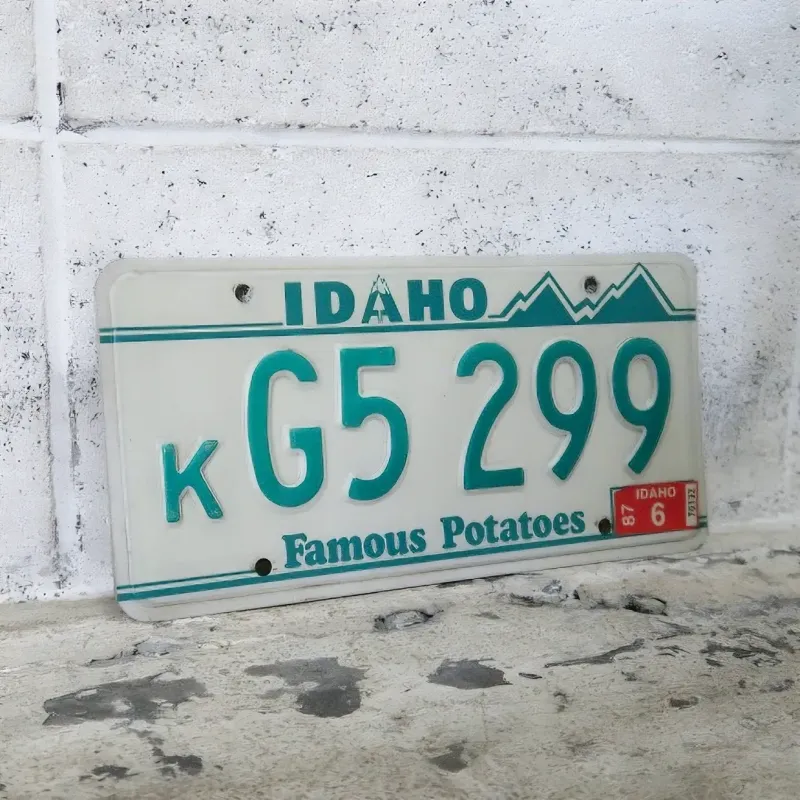 IDAHO
K G5 299
Famous Potatoes
IDAHO
87 6